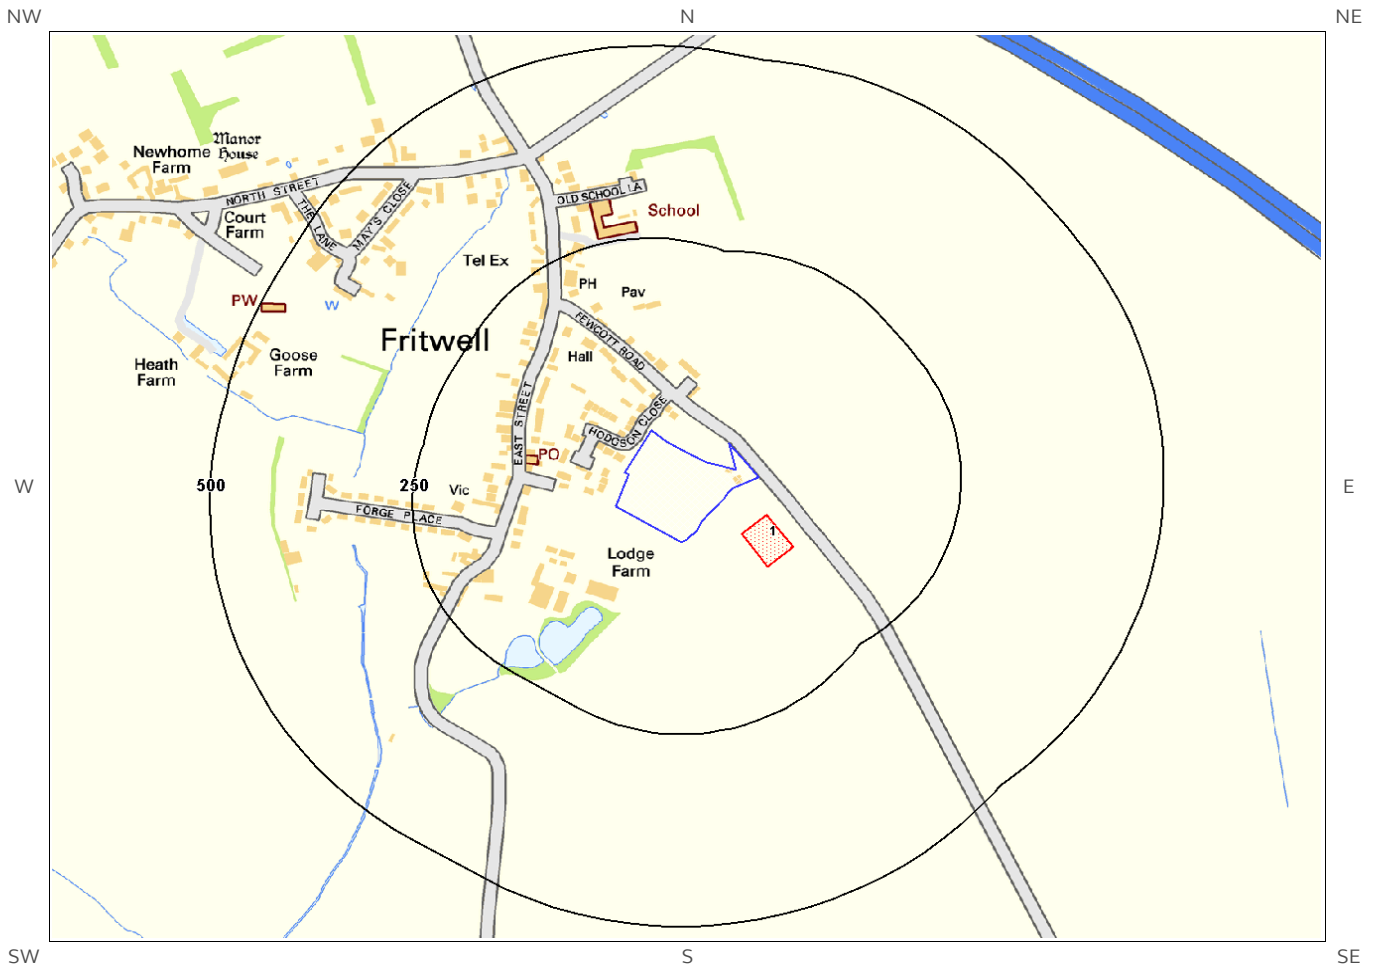 NW
N
NE
Manor
House
Newhome
Farm
NORTH STREET
THE LANE
MAY'S CLOSE
OLD SCHOOL LA
School
Court
Farm
Tel Ex
PH
Pav
PW
W
FEWCOTT ROAD
Fritwell
Hall
Goose
Farm
Heath
Farm
EAST STREET
HODGSON CLOSE
PO
W
500
250
Vic
E
FORGE PLACE
1
Lodge
Farm
SW
S
SE